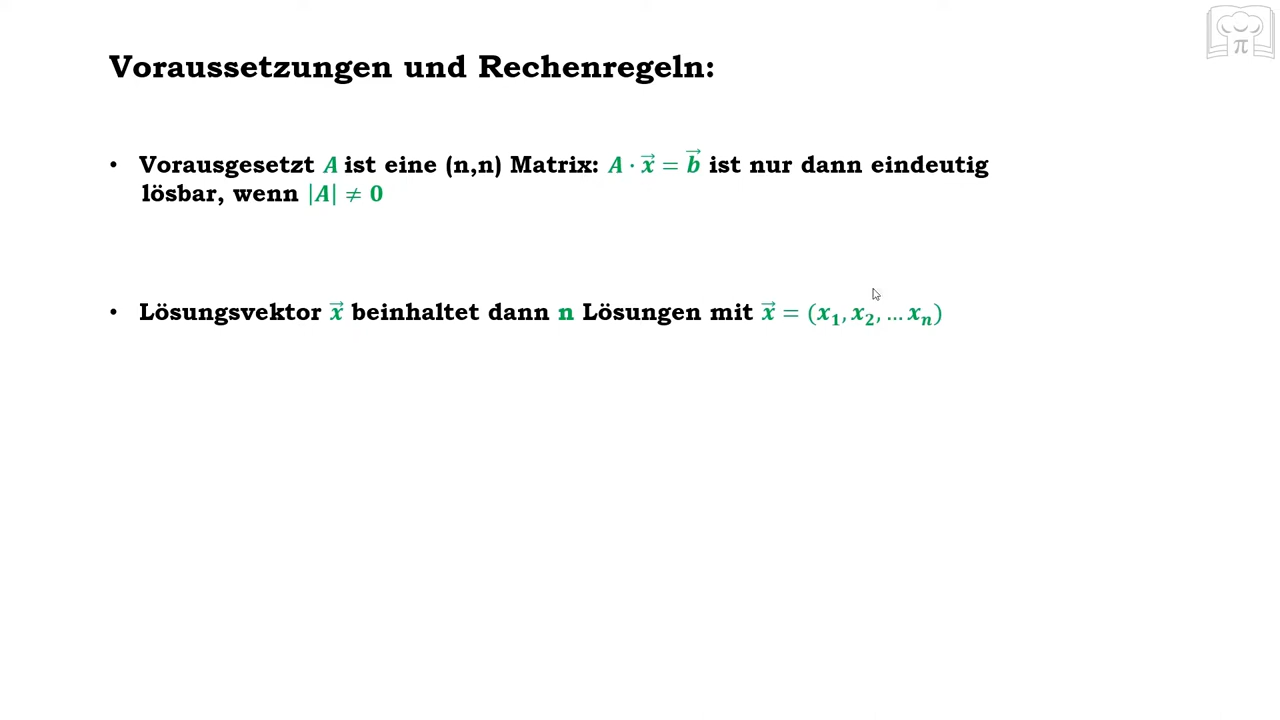 Voraussetzungen und Rechenregeln:
• Vorausgesetzt A ist eine (n,n) Matrix: A · x⃗ = b⃗ ist nur dann eindeutig
lösbar, wenn |A| ≠ 0
• Lösungsvektor x⃗ beinhaltet dann n Lösungen mit x⃗ = (x₁, x₂, … xₙ)
π